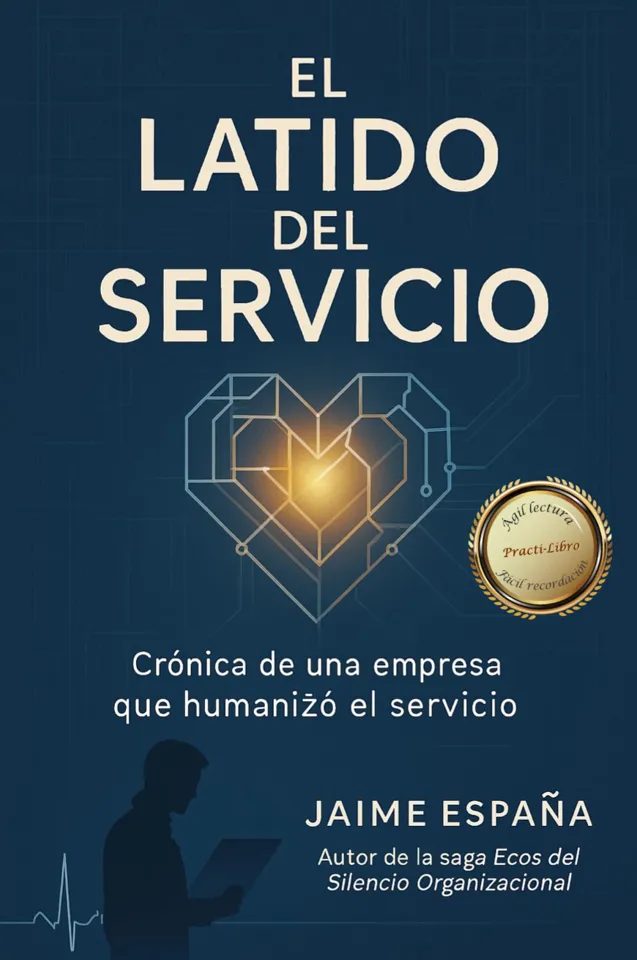 EL
LATIDO
DEL
SERVICIO
Ágil lectura
Practi-Libro
Fácil recordación
Crónica de una empresa
que humaniz̄ó el servicio
JAIME ESPAÑA
Autor de la saga Ecos del
Silencio Organizacional